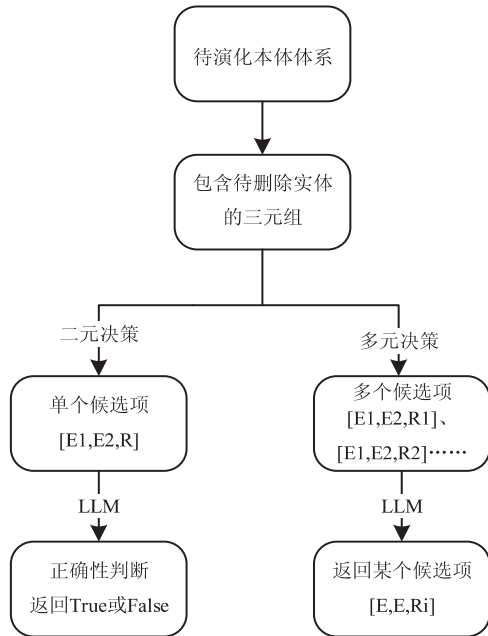 待演化本体体系
包含待删除实体
的三元组
二元决策
多元决策
单个候选项
[E1,E2,R]
多个候选项
[E1,E2,R1]、
[E1,E2,R2]……
LLM
LLM
正确性判断
返回True或False
返回某个候选项
[E,E,Ri]